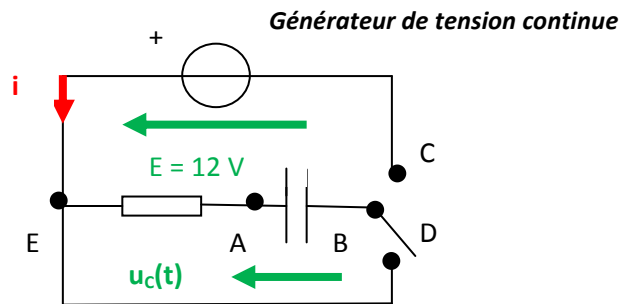 Générateur de tension continue
+
i
E = 12 V
C
E
A
B
D
uc(t)